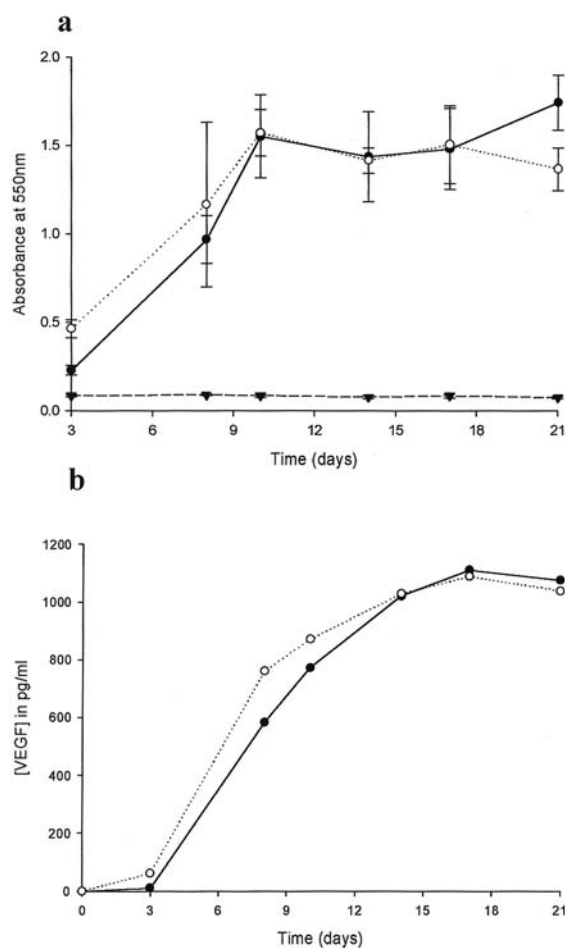 a
2.0
1.5
1.0
0.5
0.0
Absorbance at 550nm
3 6 9 12 15 18 21
Time (days)
b
1200
1000
800
600
400
200
0
[VEGF] in pg/ml
0 3 6 9 12 15 18 21
Time (days)